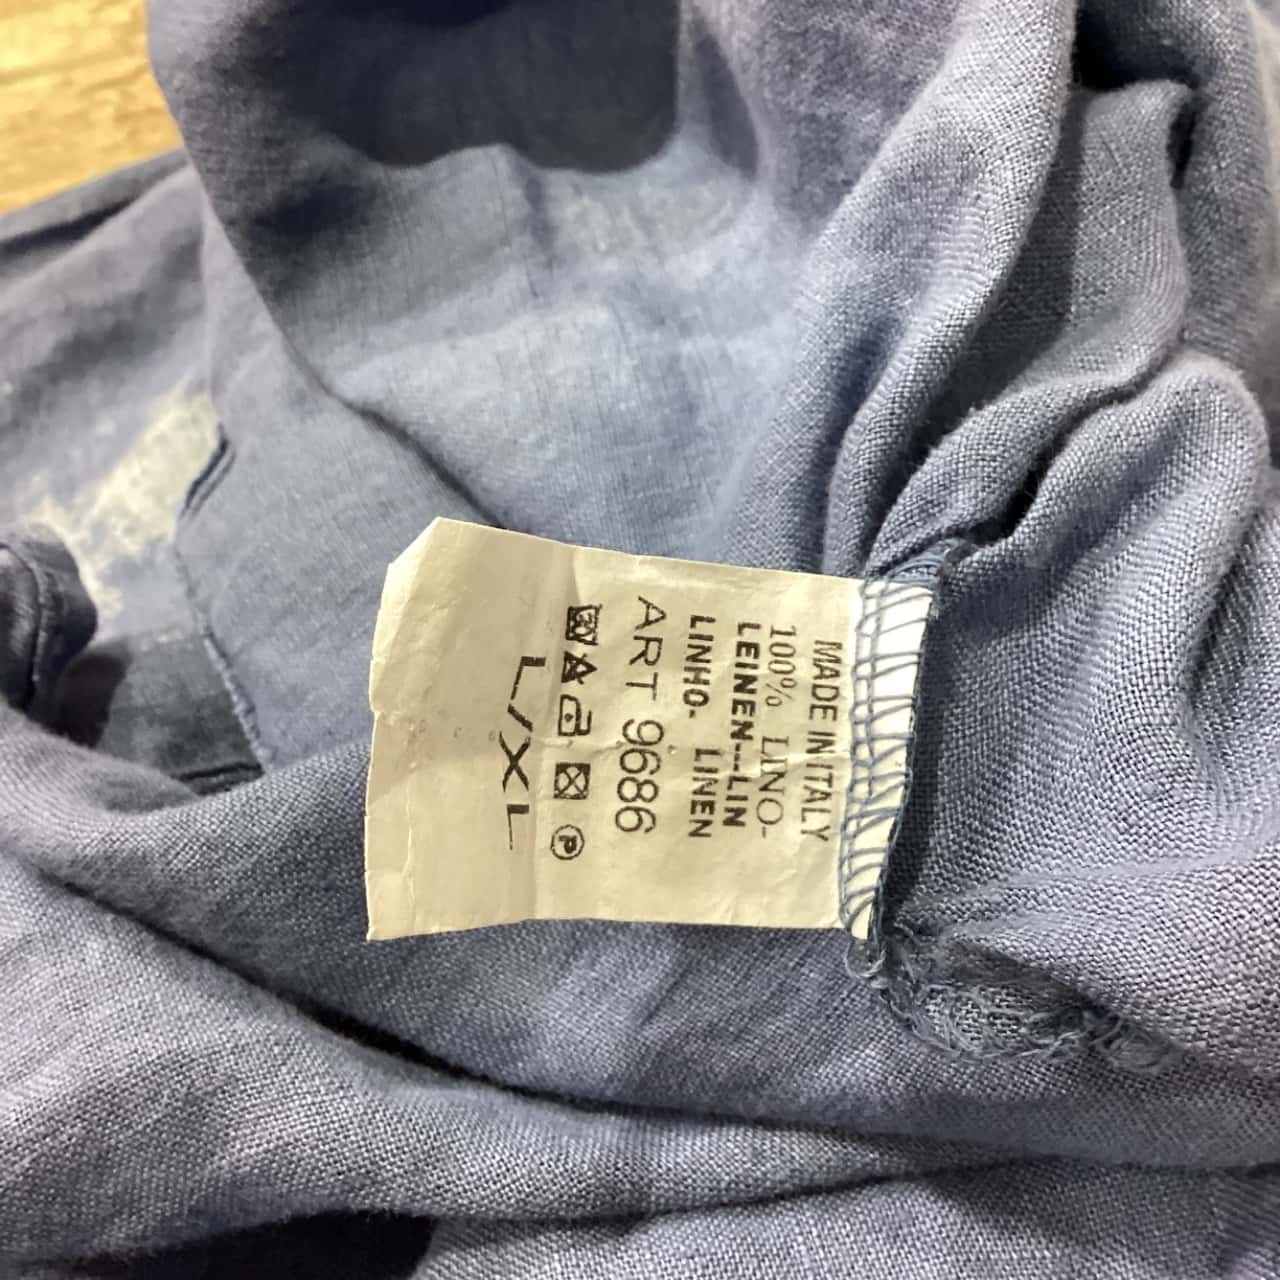 MADE IN ITALY
100% LINO-
LEINEN---LIN
LINHO- LINEN
ART 9686
P
L/XL